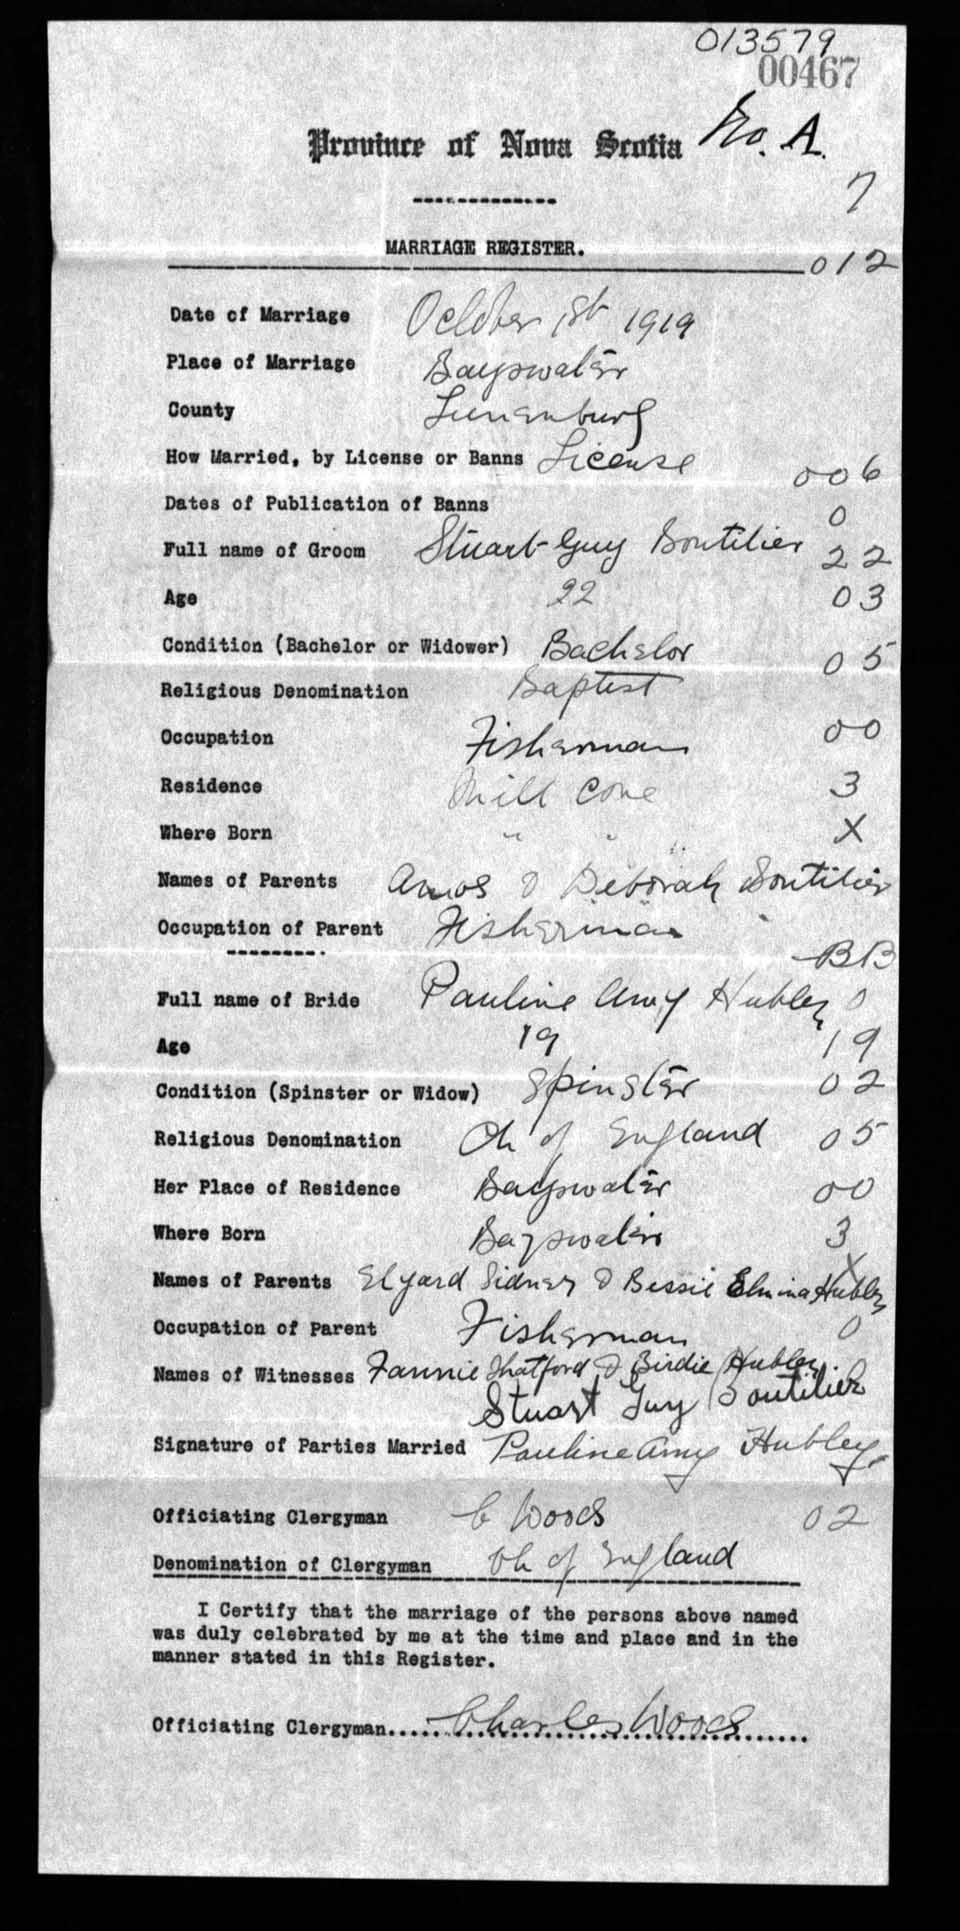 013579
00467
Province of Nova Scotia
7
MARRIAGE REGISTER.
012
Date of Marriage October 1st 1919
Place of Marriage Bayswater
County Lunenburg
How Married, by License or Banns License
006
Dates of Publication of Banns 0
Full name of Groom Stuart Guy Boutilier 22
Age 22 03
Condition (Bachelor or Widower) Bachelor 05
Religious Denomination Baptist
Occupation Fisherman 00
Residence Mill Cove 3
Where Born " " X
Names of Parents Amos & Deborah Boutilier
Occupation of Parent Fisherman
BB
Full name of Bride Pauline Amy Hubley 0
Age 19 19
Condition (Spinster or Widow) Spinster 02
Religious Denomination Ch of England 05
Her Place of Residence Bayswater 00
Where Born Bayswater 3
X
Names of Parents Elyard Sidney & Bessie Elmina Hubley
Occupation of Parent Fisherman 0
Names of Witnesses Fannie Shatford & Birdie Hubley
Stuart Guy Boutilier
Signature of Parties Married Pauline Amy Hubley
Officiating Clergyman C Woods 02
Denomination of Clergyman Ch of England
I Certify that the marriage of the persons above named
was duly celebrated by me at the time and place and in the
manner stated in this Register.
Officiating Clergyman..... Charles Woods